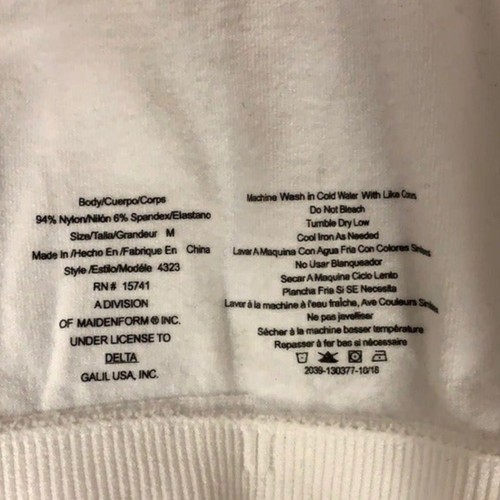 Body/Cuerpo/Corps
94% Nylon/Nilón 6% Spandex/Elastano
Size/Talla/Grandeur M
Made In /Hecho En /Fabrique En China
Style /Estilo/Modéle 4323
RN # 15741
A DIVISION
OF MAIDENFORM ® INC.
UNDER LICENSE TO
DELTA
GALIL USA, INC.
Machine Wash in Cold Water With Like Colors
Do Not Bleach
Tumble Dry Low
Cool Iron As Needed
Lavar A Maquina Con Agua Fria Con Colores
No Usar Blanqueador
Secar A Maquina Ciclo Lento
Plancha Fria Si SE Necesita
Laver à la machine à l'eau fraîche, Ave Couleurs
Ne pas javelliser
Sécher à la machine basser température
Repasser à fer bas si nécessaire
2039-130377-10/18